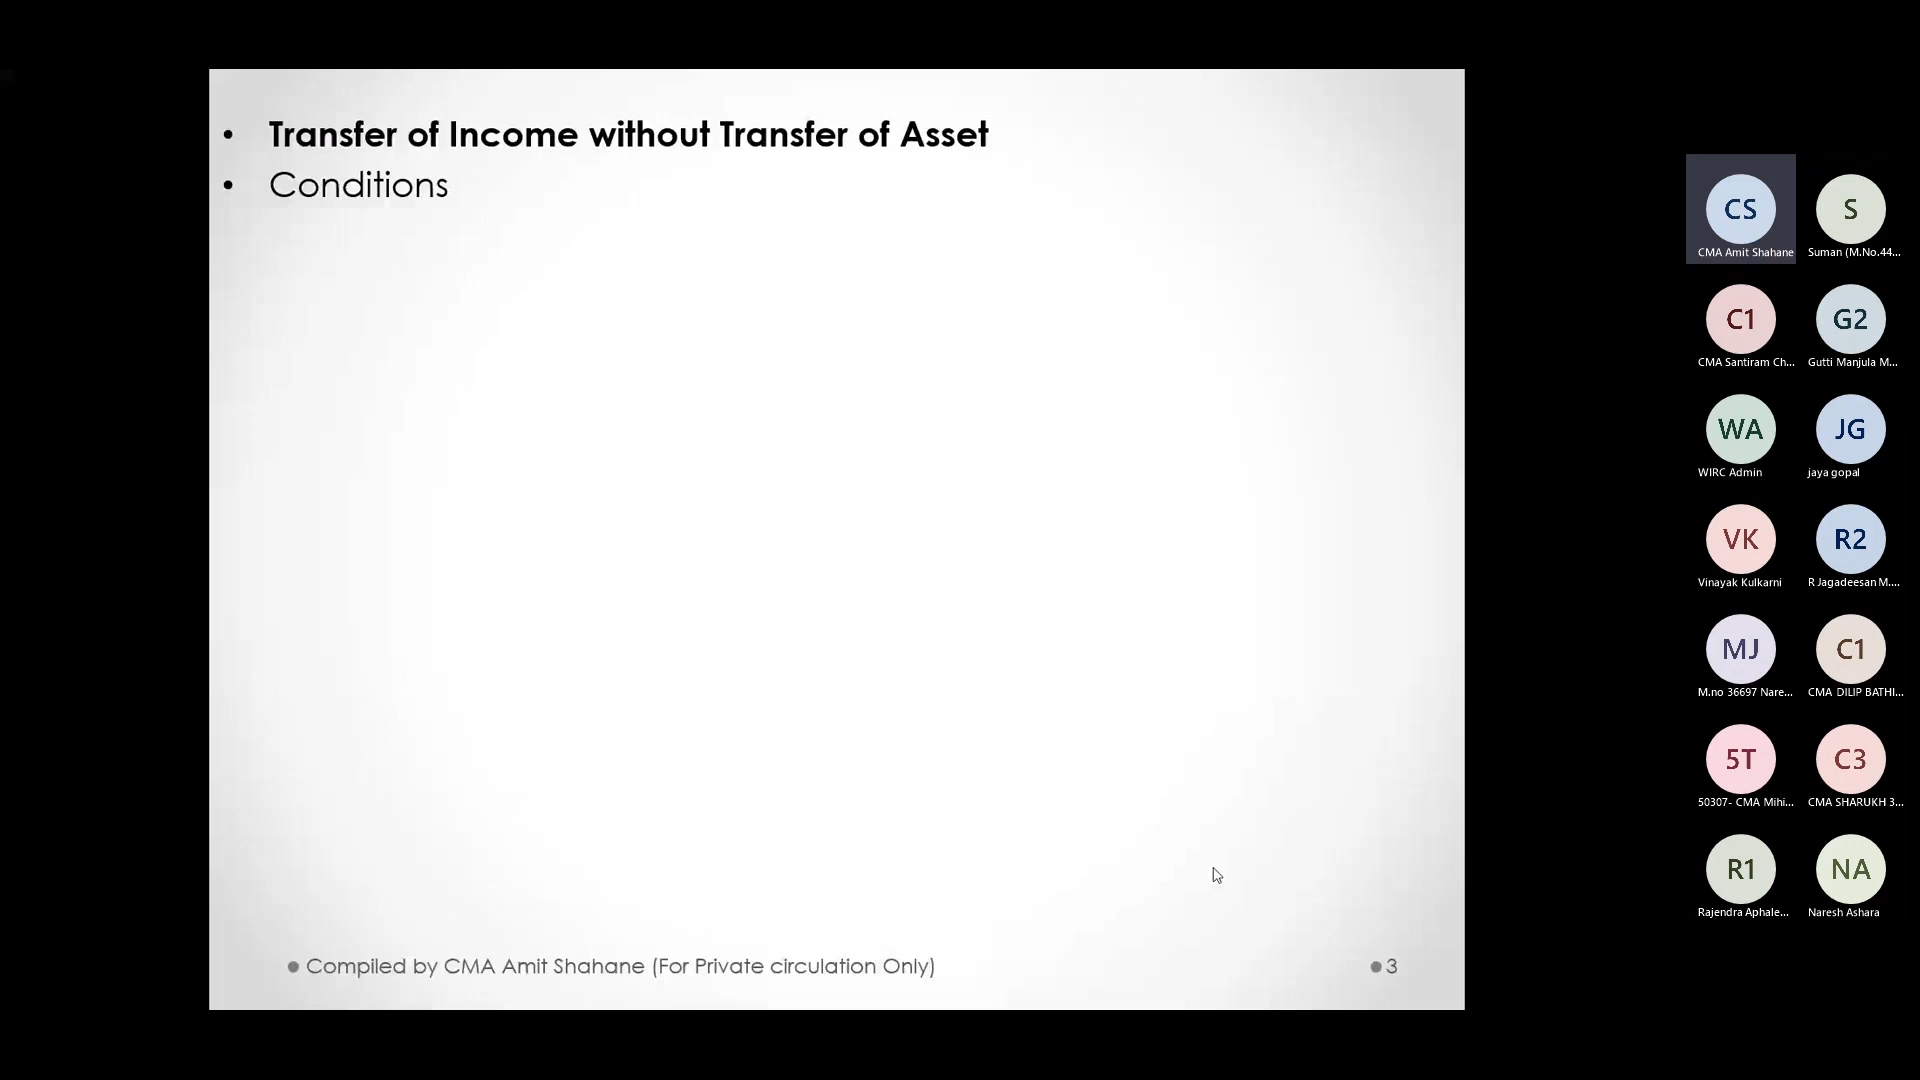 • Transfer of Income without Transfer of Asset
• Conditions
Compiled by CMA Amit Shahane (For Private circulation Only)
3
CS
CMA Amit Shahane
S
Suman (M.No.44...
C1
CMA Santiram Ch...
G2
Gutti Manjula M...
WA
WIRC Admin
JG
jaya gopal
VK
Vinayak Kulkarni
R2
R Jagadeesan M....
MJ
M.no 36697 Nare...
C1
CMA DILIP BATHI...
5T
50307- CMA Mihi...
C3
CMA SHARUKH 3...
R1
Rajendra Aphale...
NA
Naresh Ashara